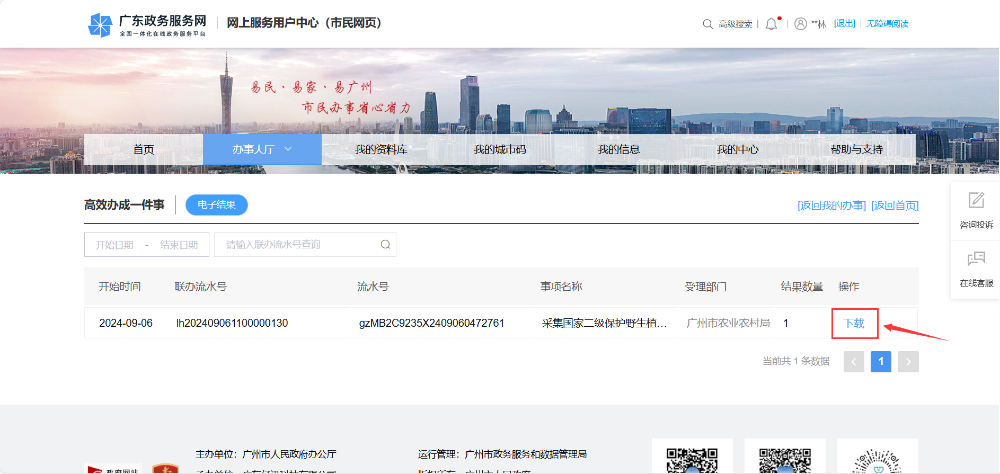 广东政务服务网
全国一体化在线政务服务平台
网上服务用户中心（市民网页）
高级搜索
**林 [退出]
无障碍阅读
易民·易家·易广州
市民办事省心省力
首页
办事大厅
我的资料库
我的城市码
我的信息
我的中心
帮助与支持
高效办成一件事
电子结果
[返回我的办事] [返回首页]
咨询投诉
在线客服
开始日期 - 结束日期
请输入联办流水号查询
开始时间 联办流水号 流水号 事项名称 受理部门 结果数量 操作
2024-09-06 lh202409061100000130 gzMB2C9235X2409060472761 采集国家二级保护野生植... 广州市农业农村局 1 下载
当前共 1 条数据
1
主办单位：广州市人民政府办公厅
运行管理：广州市政务服务和数据管理局
政府网站